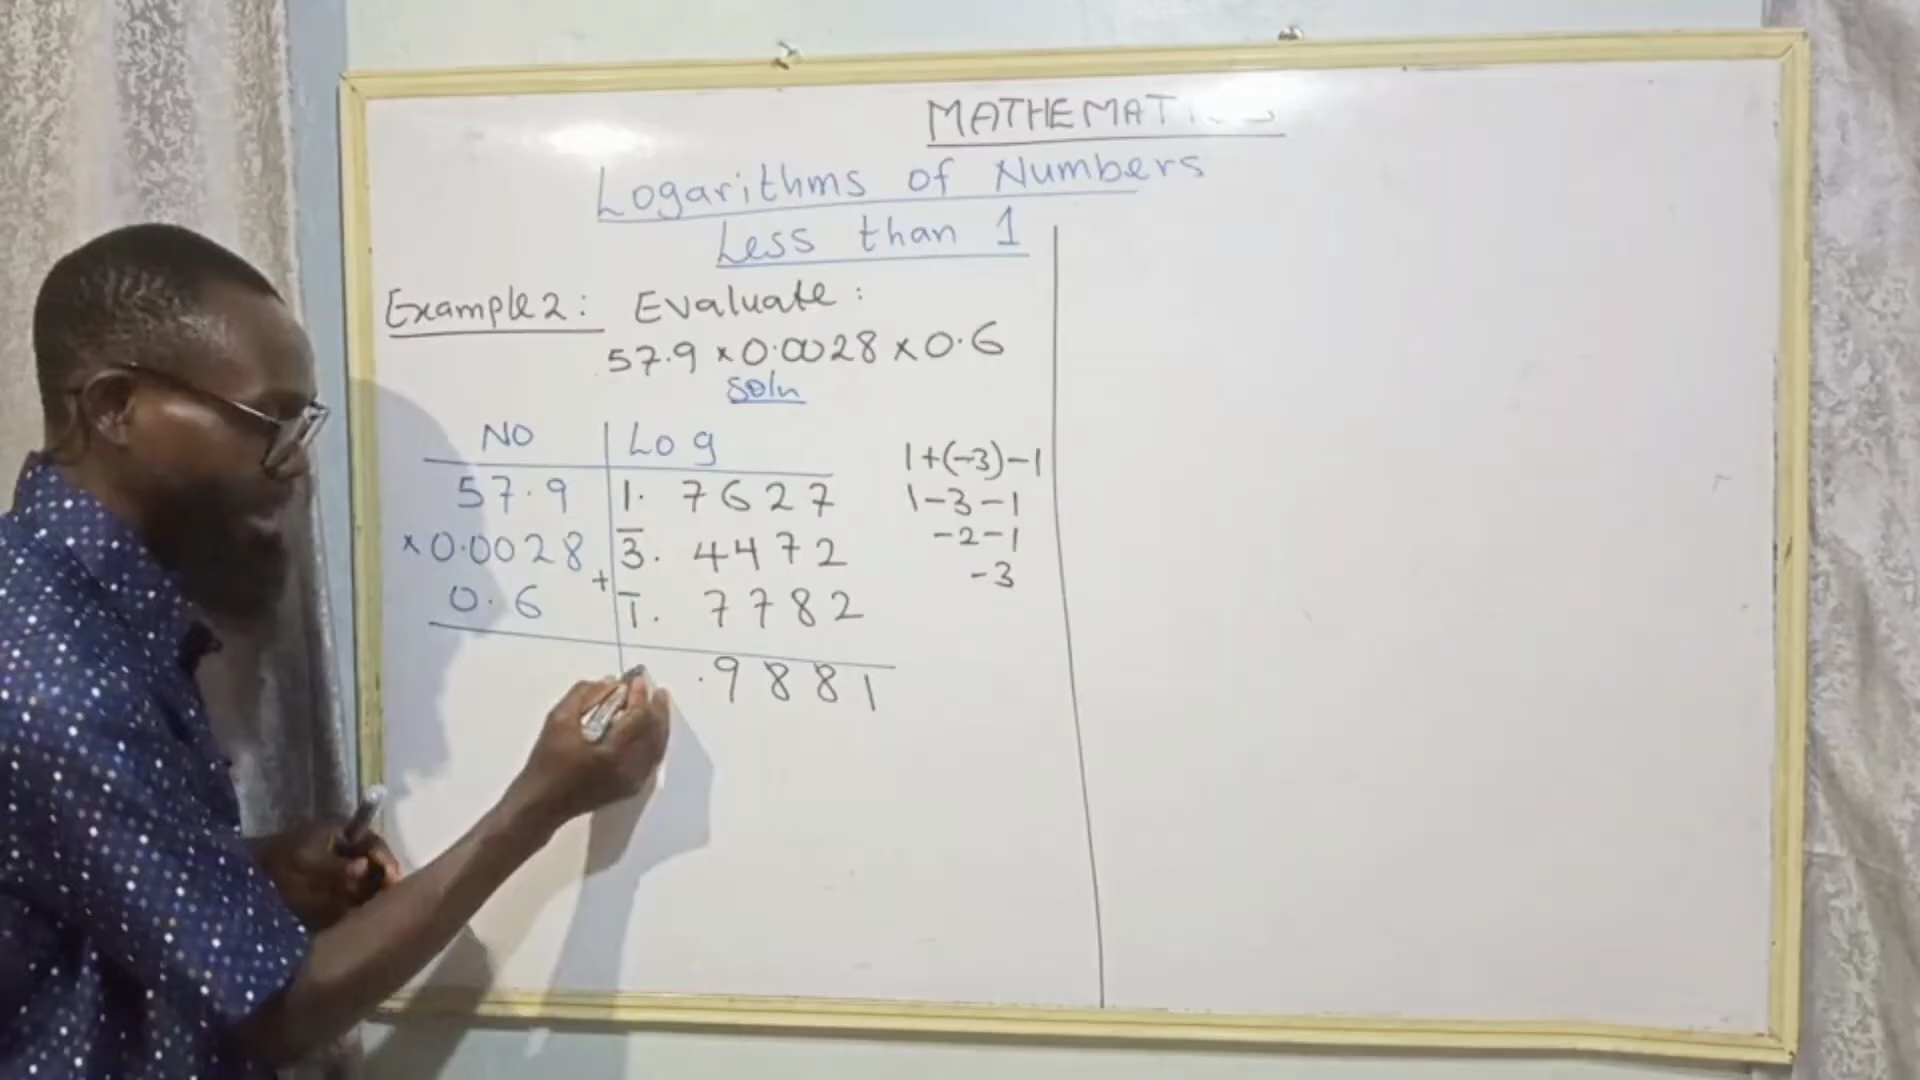 MATHEMAT
Logarithms of Numbers
Less than 1
Example 2: Evaluate:
57.9 × 0.0028 × 0.6
Soln
No Log
57.9 1. 7627
×0.0028 3̅. 4472
0.6 + 1̅. 7782
.9881
1+(-3)-1
1-3-1
-2-1
-3